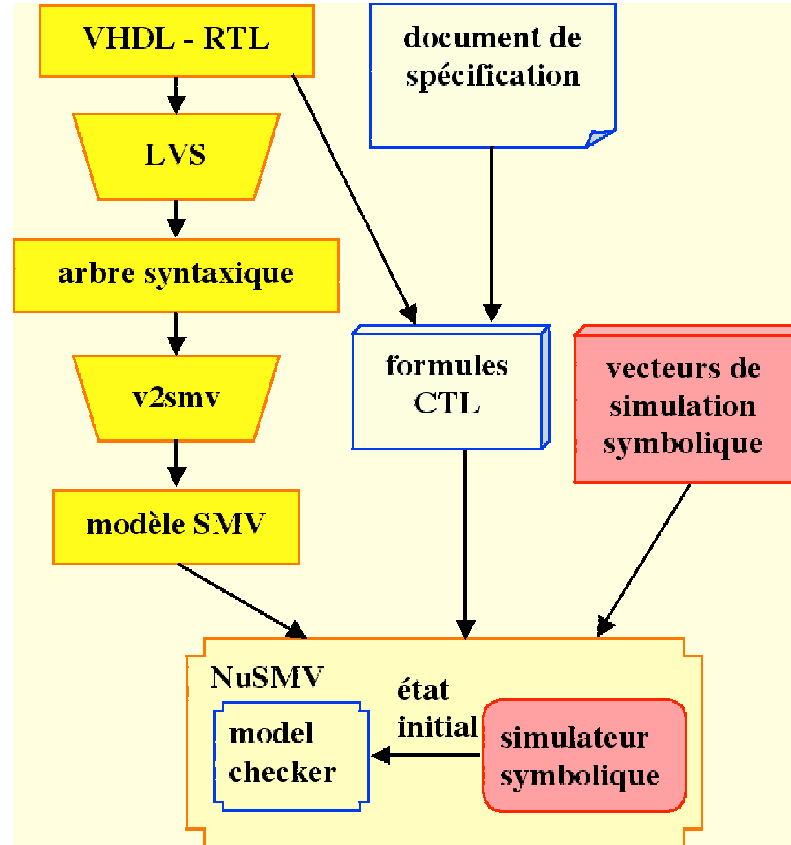 VHDL - RTL
document de
spécification
LVS
arbre syntaxique
formules
CTL
vecteurs de
simulation
symbolique
v2smv
modèle SMV
NuSMV
état
initial
model
checker
simulateur
symbolique